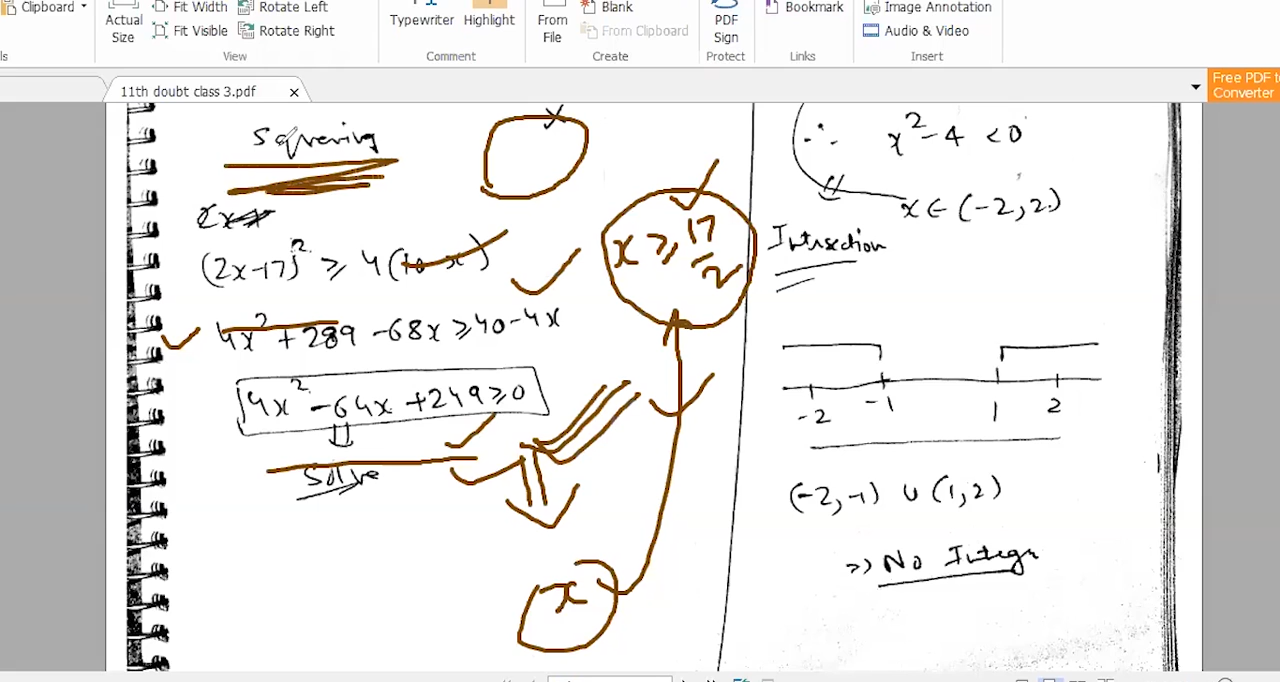 Clipboard
Actual Size
Fit Width
Fit Visible
Rotate Left
Rotate Right
View
Typewriter
Highlight
Comment
From File
Blank
From Clipboard
Create
PDF Sign
Protect
Bookmark
Links
Image Annotation
Audio & Video
Insert
11th doubt class 3.pdf
Free PDF to
Converter
Squering
(2x-17)² ≥ 4(10-x)
4x² + 289 -68x ≥ 40-4x
4x² -64x +249 ≥ 0
Solve
x ≥ 17/2
x
∴ x²-4 <0
x ∈ (-2, 2)
Intrsection
-2 -1 1 2
(-2, -1) ∪ (1, 2)
=>> No Integr